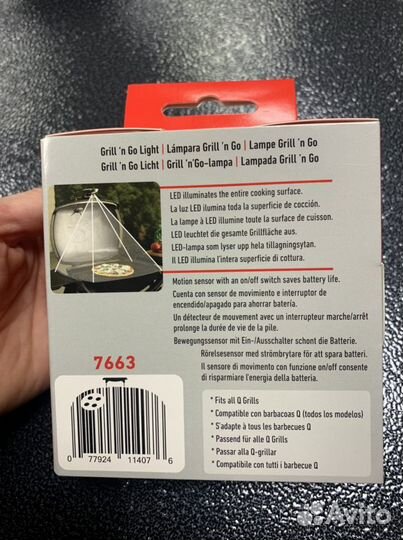 Grill 'n Go Light | Lámpara Grill 'n Go | Lampe Grill 'n Go
Grill 'n Go Licht | Grill 'n'Go-lampa | Lampada Grill 'n Go
LED illuminates the entire cooking surface.
La luz LED ilumina toda la superficie de cocción.
La lampe à LED illumine toute la surface de cuisson.
LED leuchtet die gesamte Grillfläche aus.
LED-lampa som lyser upp hela tillagningsytan.
Il LED illumina l'intera superficie di cottura.
Motion sensor with an on/off switch saves battery life.
Cuenta con sensor de movimiento e interruptor de
encendido/apagado para ahorrar batería.
Un détecteur de mouvement avec un interrupteur marche/arrêt
prolonge la durée de vie de la pile.
Bewegungssensor mit Ein-/Ausschalter schont die Batterie.
Rörelsesensor med strömbrytare för att spara batteri.
Il sensore di movimento con funzione on/off consente
di risparmiare l'energia della batteria.
7663
0 77924 11407 6
* Fits all Q Grills
* Compatible con barbacoas Q (todos los modelos)
* S'adapte à tous les barbecues Q
* Passend für alle Q Grills
* Passar alla Q-grillar
* Compatibile con tutti i barbecue Q
Avito